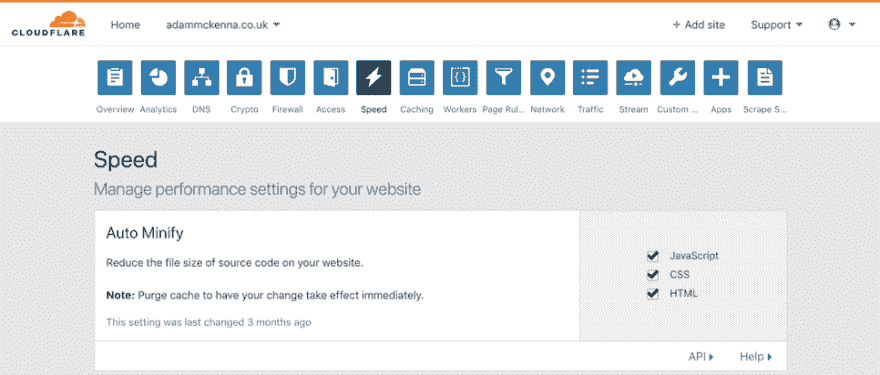 CLOUDFLARE
Home adammckenna.co.uk + Add site Support
Overview Analytics DNS Crypto Firewall Access Speed Caching Workers Page Rul... Network Traffic Stream Custom ... Apps Scrape S...
Speed
Manage performance settings for your website
Auto Minify
Reduce the file size of source code on your website.
Note: Purge cache to have your change take effect immediately.
This setting was last changed 3 months ago
JavaScript
CSS
HTML
API Help